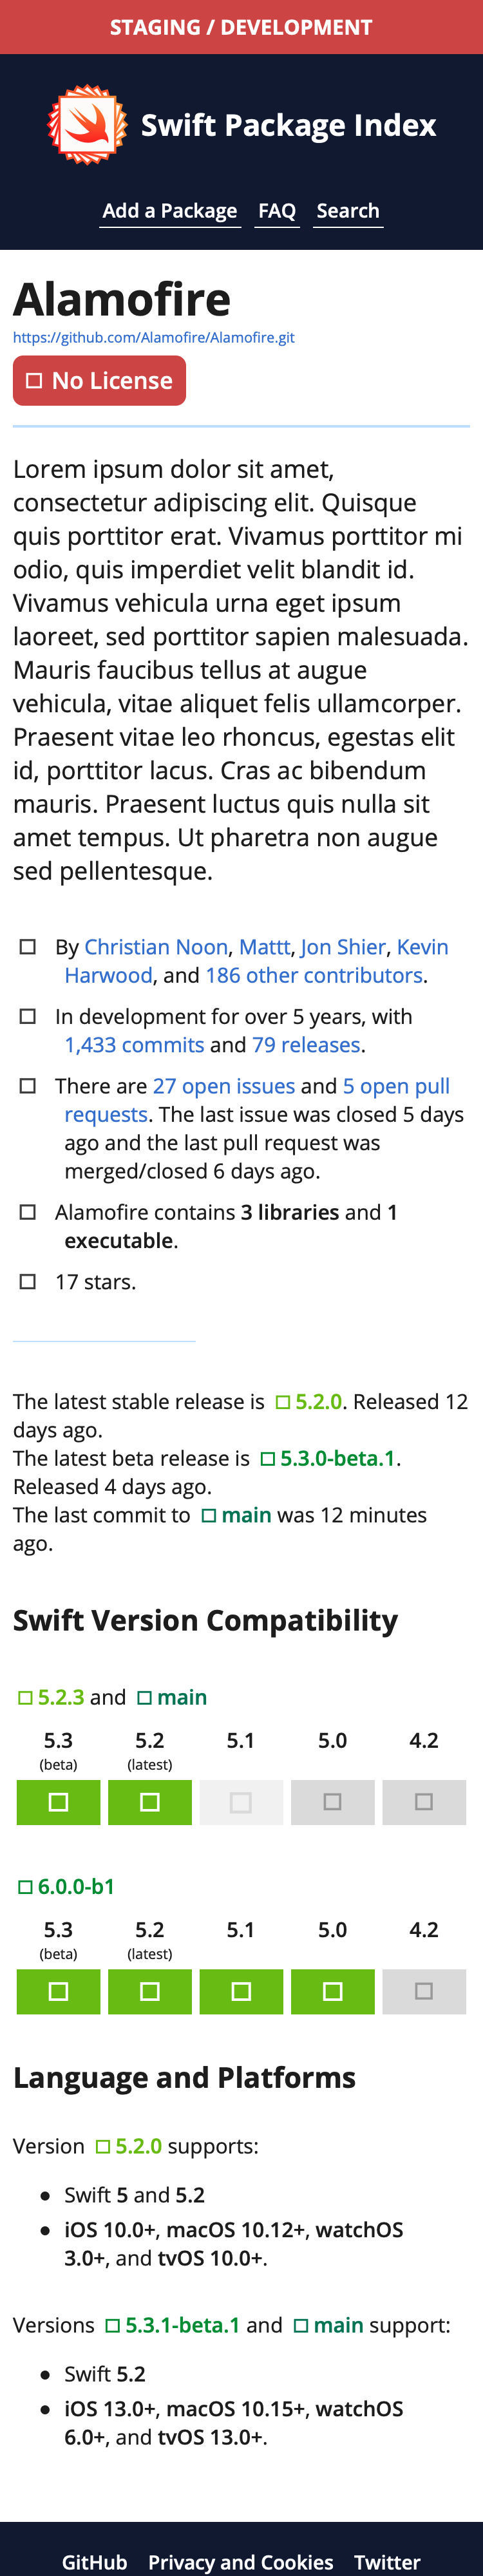 STAGING / DEVELOPMENT
Swift Package Index
Add a Package FAQ Search
Alamofire
https://github.com/Alamofire/Alamofire.git
No License
Lorem ipsum dolor sit amet,
consectetur adipiscing elit. Quisque
quis porttitor erat. Vivamus porttitor mi
odio, quis imperdiet velit blandit id.
Vivamus vehicula urna eget ipsum
laoreet, sed porttitor sapien malesuada.
Mauris faucibus tellus at augue
vehicula, vitae aliquet felis ullamcorper.
Praesent vitae leo rhoncus, egestas elit
id, porttitor lacus. Cras ac bibendum
mauris. Praesent luctus quis nulla sit
amet tempus. Ut pharetra non augue
sed pellentesque.
By Christian Noon, Mattt, Jon Shier, Kevin
Harwood, and 186 other contributors.
In development for over 5 years, with
1,433 commits and 79 releases.
There are 27 open issues and 5 open pull
requests. The last issue was closed 5 days
ago and the last pull request was
merged/closed 6 days ago.
Alamofire contains 3 libraries and 1
executable.
17 stars.
The latest stable release is 5.2.0. Released 12
days ago.
The latest beta release is 5.3.0-beta.1.
Released 4 days ago.
The last commit to main was 12 minutes
ago.
Swift Version Compatibility
5.2.3 and main
5.3 5.2 5.1 5.0 4.2
(beta) (latest)
6.0.0-b1
5.3 5.2 5.1 5.0 4.2
(beta) (latest)
Language and Platforms
Version 5.2.0 supports:
Swift 5 and 5.2
iOS 10.0+, macOS 10.12+, watchOS
3.0+, and tvOS 10.0+.
Versions 5.3.1-beta.1 and main support:
Swift 5.2
iOS 13.0+, macOS 10.15+, watchOS
6.0+, and tvOS 13.0+.
GitHub Privacy and Cookies Twitter